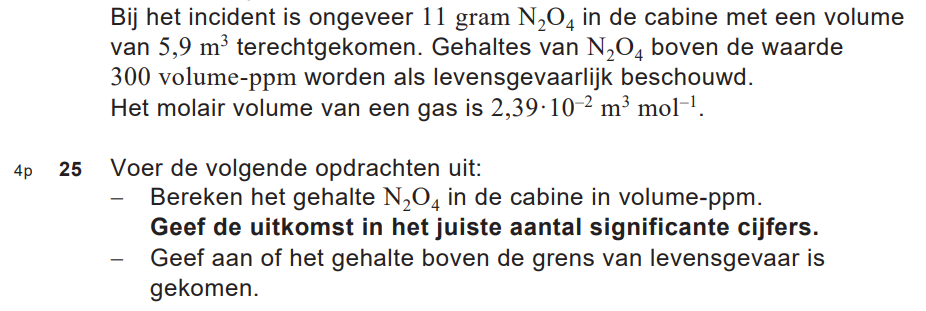 Bij het incident is ongeveer 11 gram N₂O₄ in de cabine met een volume
van 5,9 m³ terechtgekomen. Gehaltes van N₂O₄ boven de waarde
300 volume-ppm worden als levensgevaarlijk beschouwd.
Het molair volume van een gas is 2,39·10⁻² m³ mol⁻¹.
4p 25 Voer de volgende opdrachten uit:
– Bereken het gehalte N₂O₄ in de cabine in volume-ppm.
Geef de uitkomst in het juiste aantal significante cijfers.
– Geef aan of het gehalte boven de grens van levensgevaar is
gekomen.